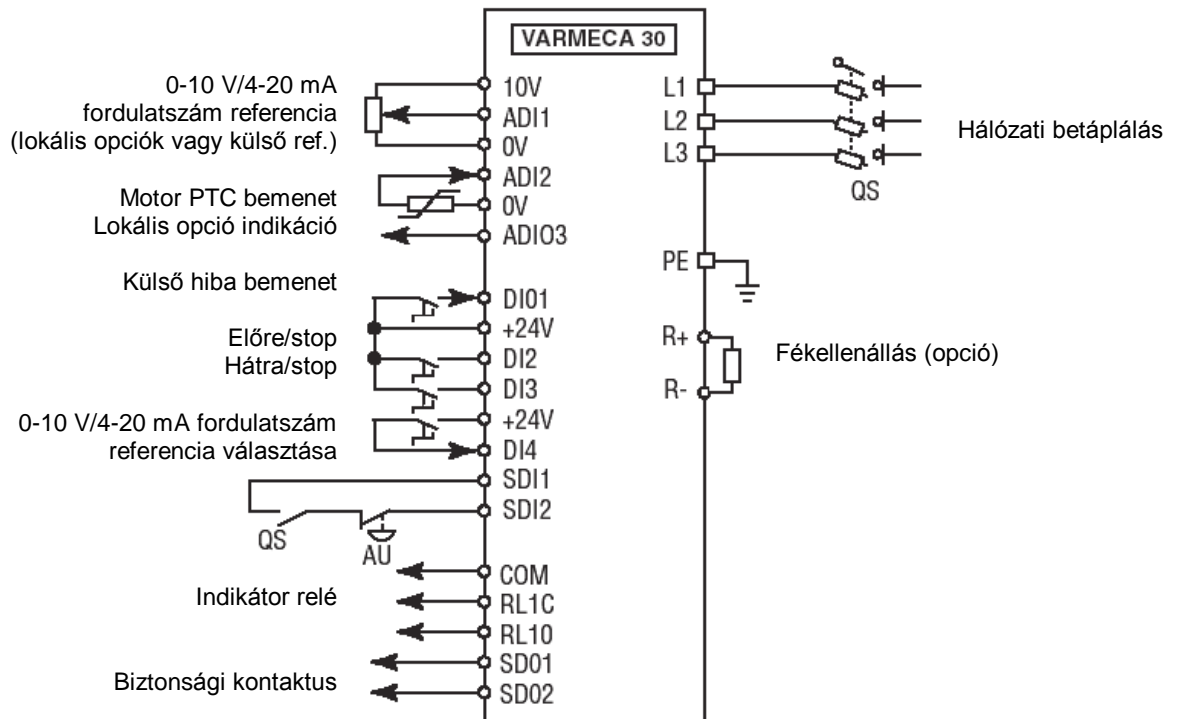 VARMECA 30
0-10 V/4-20 mA
fordulatszám referencia
(lokális opciók vagy külső ref.)
Motor PTC bemenet
Lokális opció indikáció
Külső hiba bemenet
Előre/stop
Hátra/stop
0-10 V/4-20 mA fordulatszám
referencia választása
QS
AU
Indikátor relé
Biztonsági kontaktus
10V
ADI1
0V
ADI2
0V
ADIO3
DI01
+24V
DI2
DI3
+24V
DI4
SDI1
SDI2
COM
RL1C
RL10
SD01
SD02
L1
L2
L3
QS
Hálózati betáplálás
PE
R+
R-
Fékellenállás (opció)